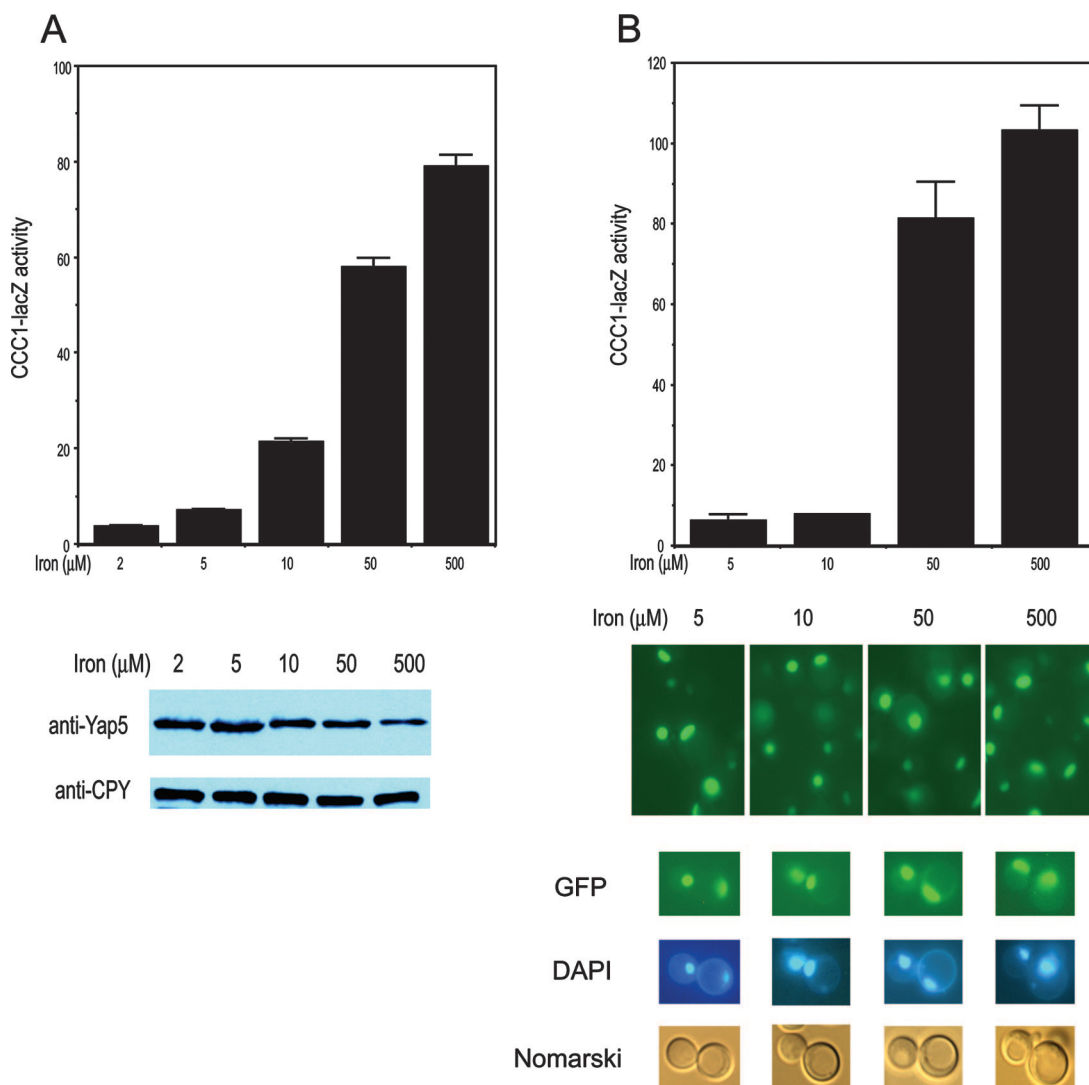 A
100
80
60
40
20
0
CCC1-lacZ activity
Iron (μM) 2 5 10 50 500
Iron (μM) 2 5 10 50 500
anti-Yap5
anti-CPY
B
120
100
80
60
40
20
0
CCC1-lacZ activity
Iron (μM) 5 10 50 500
Iron (μM) 5 10 50 500
GFP
DAPI
Nomarski